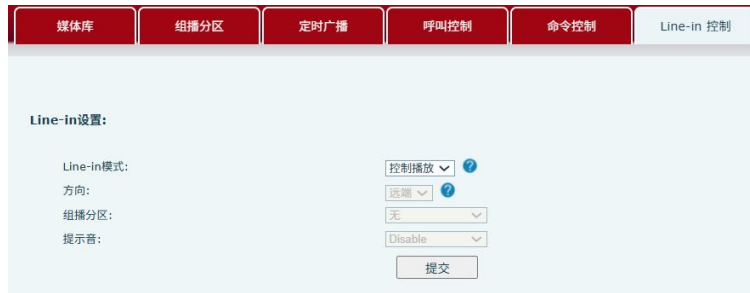 媒体库 组播分区 定时广播 呼叫控制 命令控制 Line-in 控制
Line-in设置:
Line-in模式: 控制播放
方向: 远端
组播分区: 无
提示音: Disable
提交